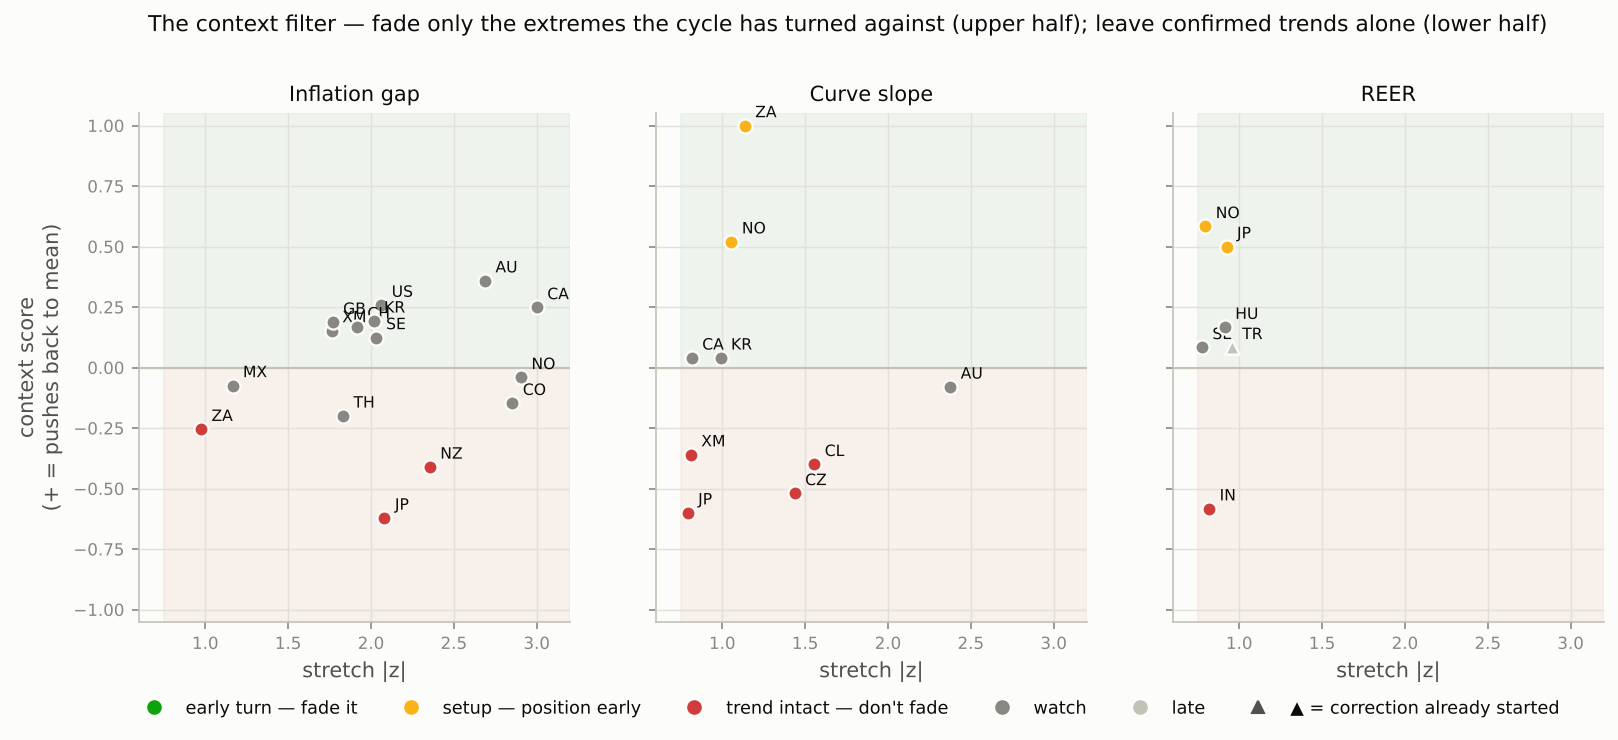 The context filter — fade only the extremes the cycle has turned against (upper half); leave confirmed trends alone (lower half)
Inflation gap
Curve slope
REER
context score
(+ = pushes back to mean)
1.00
0.75
0.50
0.25
0.00
−0.25
−0.50
−0.75
−1.00
AU
CA
US
GB
KR
CH
XM
SE
NO
MX
CO
TH
ZA
NZ
JP
1.0 1.5 2.0 2.5 3.0
stretch |z|
ZA
NO
CA
KR
AU
XM
CL
CZ
JP
1.0 1.5 2.0 2.5 3.0
stretch |z|
NO
JP
HU
SE
TR
IN
1.0 1.5 2.0 2.5 3.0
stretch |z|
early turn — fade it setup — position early trend intact — don't fade watch late ▲ = correction already started